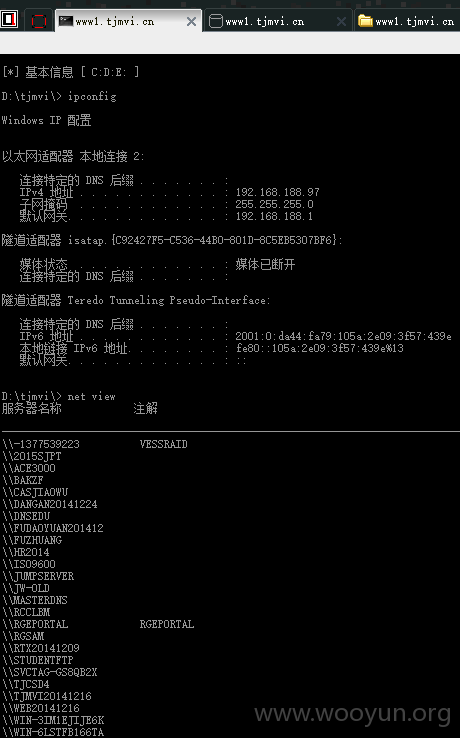 www1.tjmvi.cn www1.tjmvi.cn www1.tjmvi.cn
[*] 基本信息 [ C:D:E: ]
D:\tjmvi\> ipconfig
Windows IP 配置
以太网适配器 本地连接 2:
连接特定的 DNS 后缀 . . . . . . . :
IPv4 地址 . . . . . . . . . . . . : 192.168.188.97
子网掩码 . . . . . . . . . . . . : 255.255.255.0
默认网关. . . . . . . . . . . . . : 192.168.188.1
隧道适配器 isatap.{C92427F5-C536-44B0-801D-8C5EB5307BF6}:
媒体状态 . . . . . . . . . . . . : 媒体已断开
连接特定的 DNS 后缀 . . . . . . . :
隧道适配器 Teredo Tunneling Pseudo-Interface:
连接特定的 DNS 后缀 . . . . . . . :
IPv6 地址 . . . . . . . . . . . . : 2001:0:da44:fa79:105a:2e09:3f57:439e
本地链接 IPv6 地址. . . . . . . . : fe80::105a:2e09:3f57:439e%13
默认网关. . . . . . . . . . . . . : ::
D:\tjmvi\> net view
服务器名称 注解
\\-1377539223 VESSRAID
\\2015SJPT
\\ACE3000
\\BAKZF
\\CASJIAOWU
\\DANGAN20141224
\\DNSEDU
\\FUDAOYUAN201412
\\FUZHUANG
\\HR2014
\\ISO9600
\\JUMPSERVER
\\JW-OLD
\\MASTERDNS
\\RCCLBM
\\RGEPORTAL RGEPORTAL
\\RGSAM
\\RTX20141209
\\STUDENTFTP
\\SVCTAG-GS8QB2X
\\TJCSD4
\\TJMVI20141216
\\WEB20141216
\\WIN-3IM1EJIJE6K
\\WIN-6LSTFB166TA
www.wooyun.org